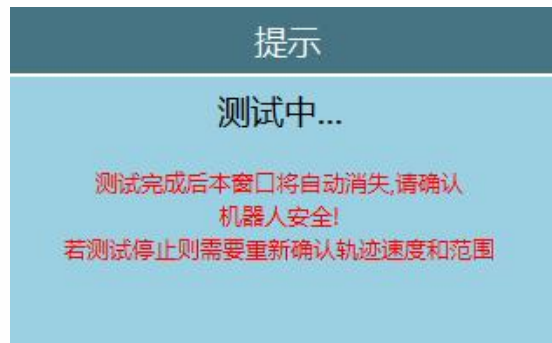 提示
测试中...
测试完成后本窗口将自动消失,请确认
机器人安全!
若测试停止则需要重新确认轨迹速度和范围